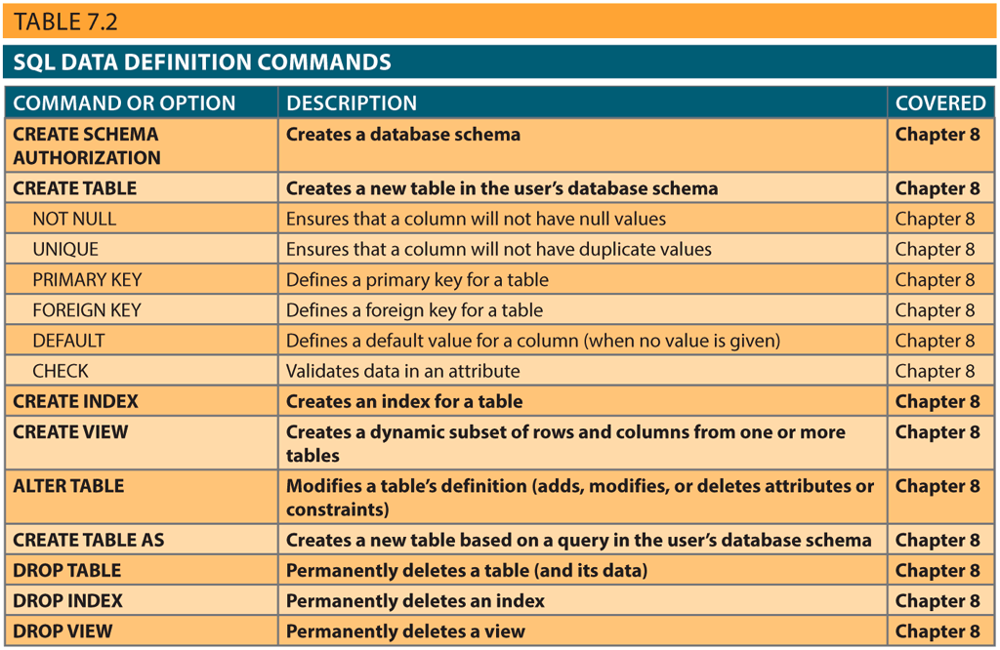 TABLE 7.2
SQL DATA DEFINITION COMMANDS
COMMAND OR OPTION DESCRIPTION COVERED
CREATE SCHEMA Creates a database schema Chapter 8
AUTHORIZATION
CREATE TABLE Creates a new table in the user’s database schema Chapter 8
NOT NULL Ensures that a column will not have null values Chapter 8
UNIQUE Ensures that a column will not have duplicate values Chapter 8
PRIMARY KEY Defines a primary key for a table Chapter 8
FOREIGN KEY Defines a foreign key for a table Chapter 8
DEFAULT Defines a default value for a column (when no value is given) Chapter 8
CHECK Validates data in an attribute Chapter 8
CREATE INDEX Creates an index for a table Chapter 8
CREATE VIEW Creates a dynamic subset of rows and columns from one or more Chapter 8
tables
ALTER TABLE Modifies a table’s definition (adds, modifies, or deletes attributes or Chapter 8
constraints)
CREATE TABLE AS Creates a new table based on a query in the user’s database schema Chapter 8
DROP TABLE Permanently deletes a table (and its data) Chapter 8
DROP INDEX Permanently deletes an index Chapter 8
DROP VIEW Permanently deletes a view Chapter 8